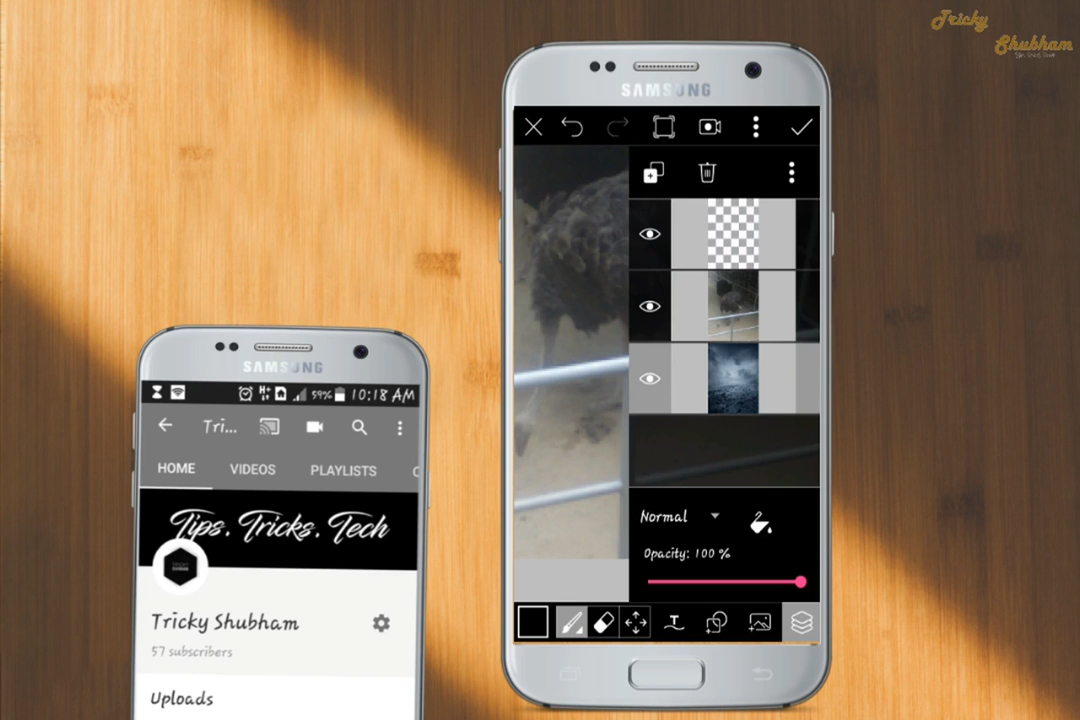 Tricky
Shubham
SAMSUNG
Normal
Opacity: 100 %
SAMSUNG
H+
59%
10:18 AM
Tri...
HOME
VIDEOS
PLAYLISTS
Tips. Tricks. Tech
Tricky Shubham
57 subscribers
Uploads